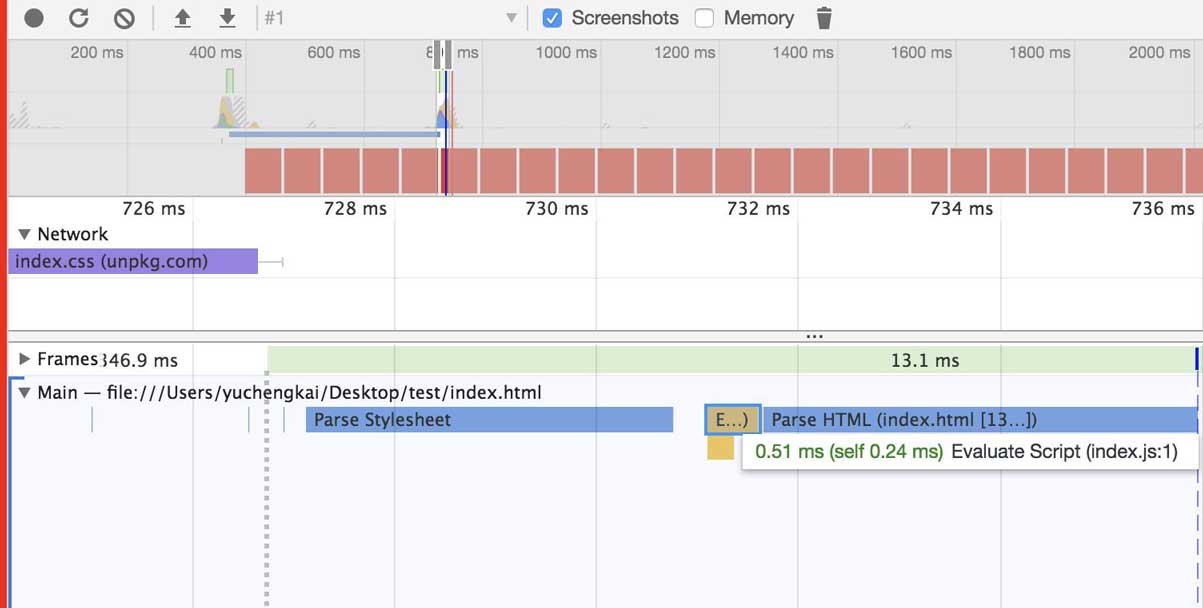 #1 Screenshots Memory
200 ms 400 ms 600 ms ms 1000 ms 1200 ms 1400 ms 1600 ms 1800 ms 2000 ms
726 ms 728 ms 730 ms 732 ms 734 ms 736 ms
Network
index.css (unpkg.com)
...
Frames 346.9 ms 13.1 ms
Main — file:///Users/yuchengkai/Desktop/test/index.html
Parse Stylesheet E...) Parse HTML (index.html [13...])
0.51 ms (self 0.24 ms) Evaluate Script (index.js:1)